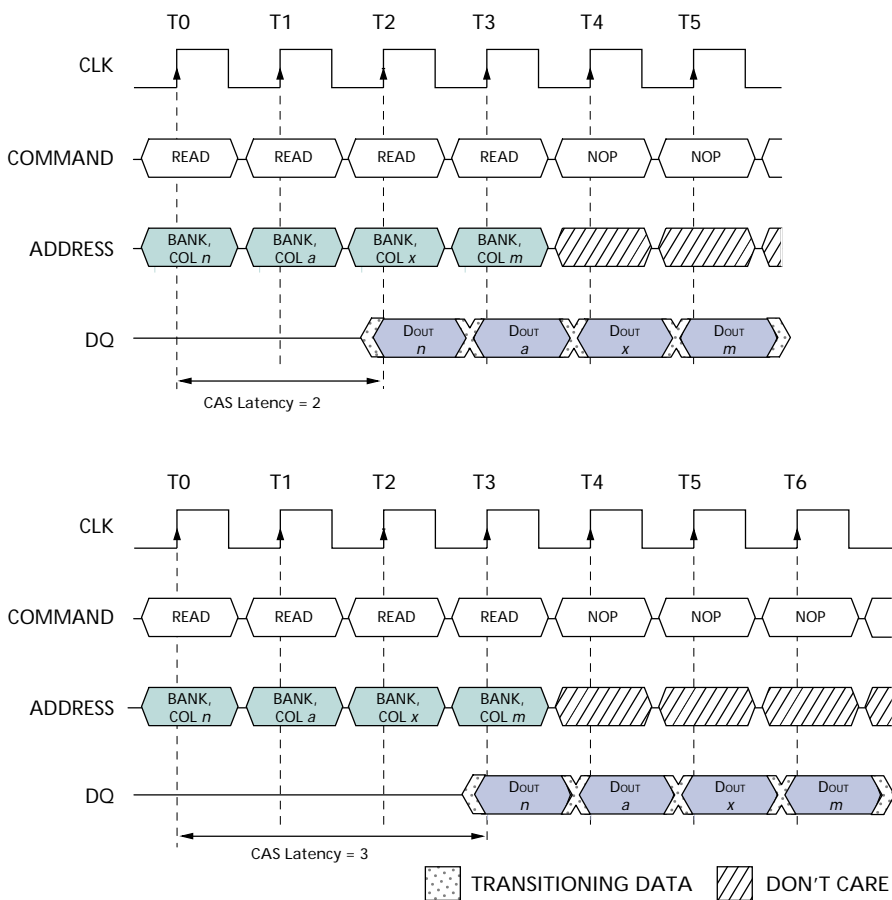 T0 T1 T2 T3 T4 T5
CLK
COMMAND READ READ READ READ NOP NOP
ADDRESS BANK, COL n BANK, COL a BANK, COL x BANK, COL m
DQ DOUT n DOUT a DOUT x DOUT m
CAS Latency = 2
T0 T1 T2 T3 T4 T5 T6
CLK
COMMAND READ READ READ READ NOP NOP NOP
ADDRESS BANK, COL n BANK, COL a BANK, COL x BANK, COL m
DQ DOUT n DOUT a DOUT x DOUT m
CAS Latency = 3
TRANSITIONING DATA DON'T CARE